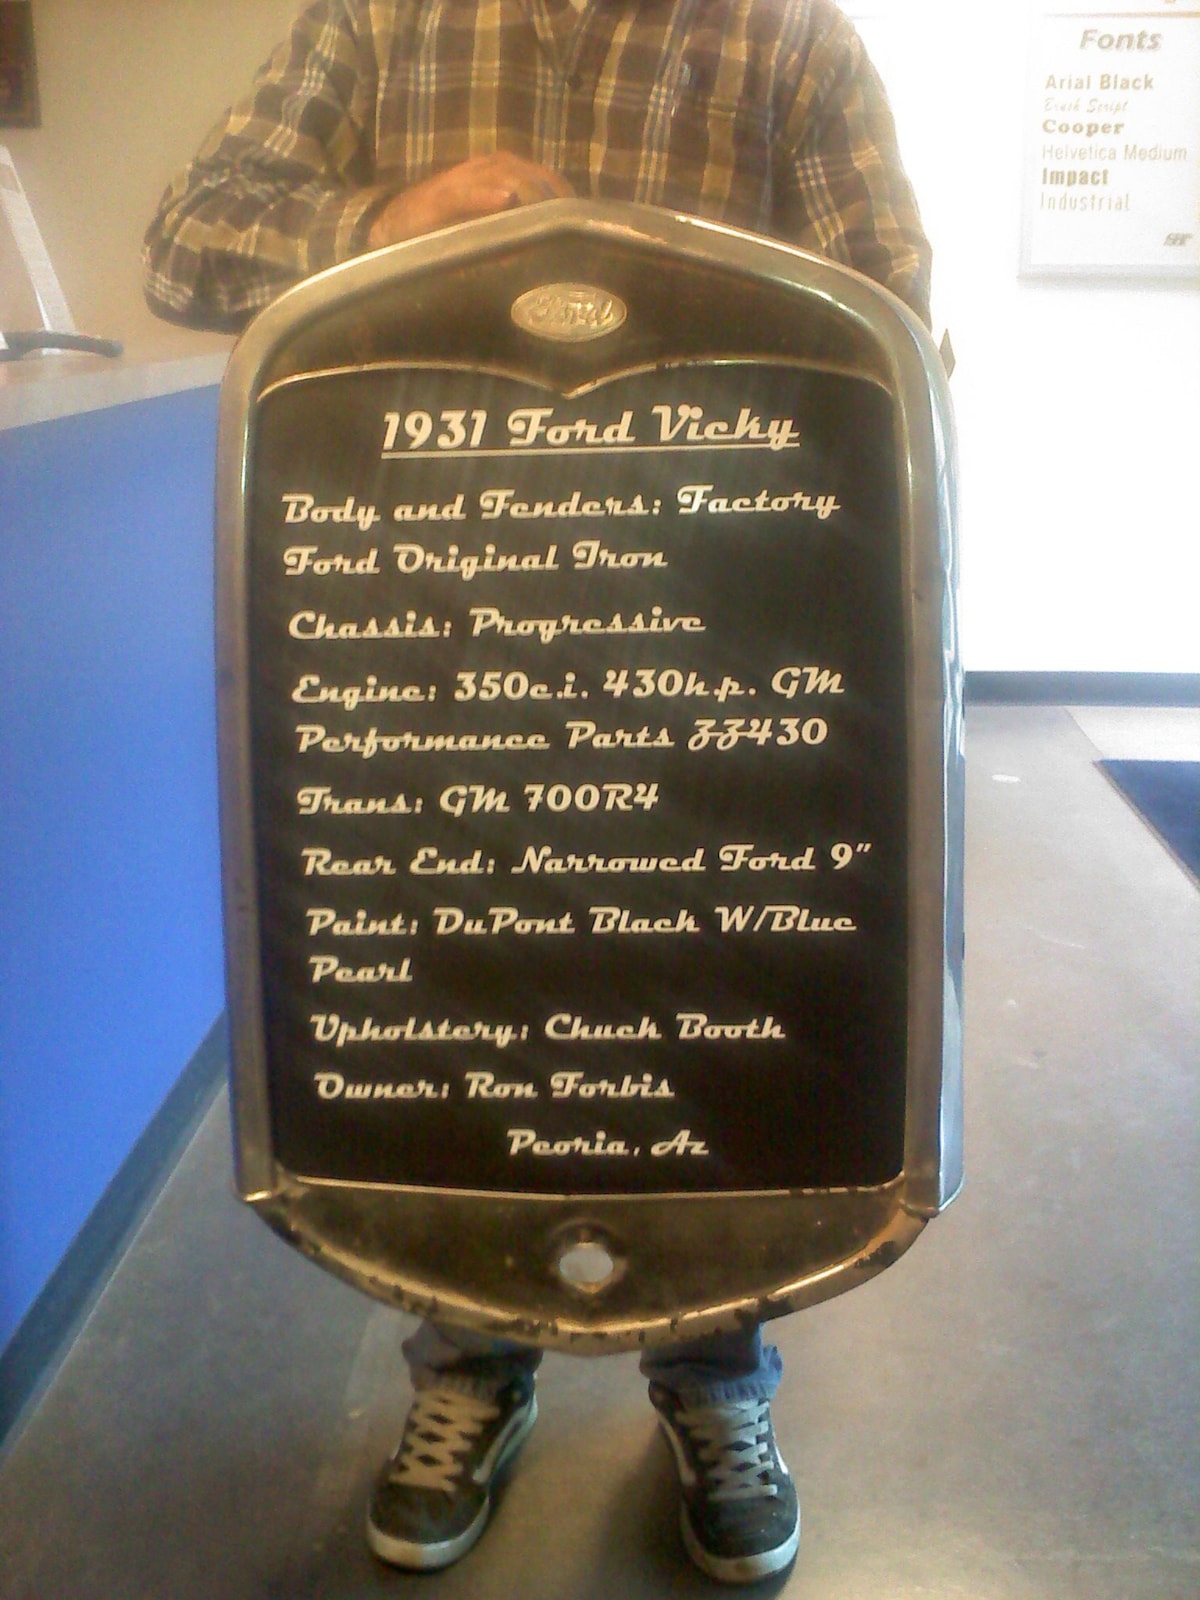 Fonts
Arial Black
Brush Script
Cooper
Helvetica Medium
Impact
Industrial
Ford
1931 Ford Vicky
Body and Fenders: Factory
Ford Original Iron
Chassis: Progressive
Engine: 350c.i. 430h.p. GM
Performance Parts ZZ430
Trans: GM 700R4
Rear End: Narrowed Ford 9"
Paint: DuPont Black W/Blue
Pearl
Upholstery: Chuck Booth
Owner: Ron Forbis
Peoria, Az